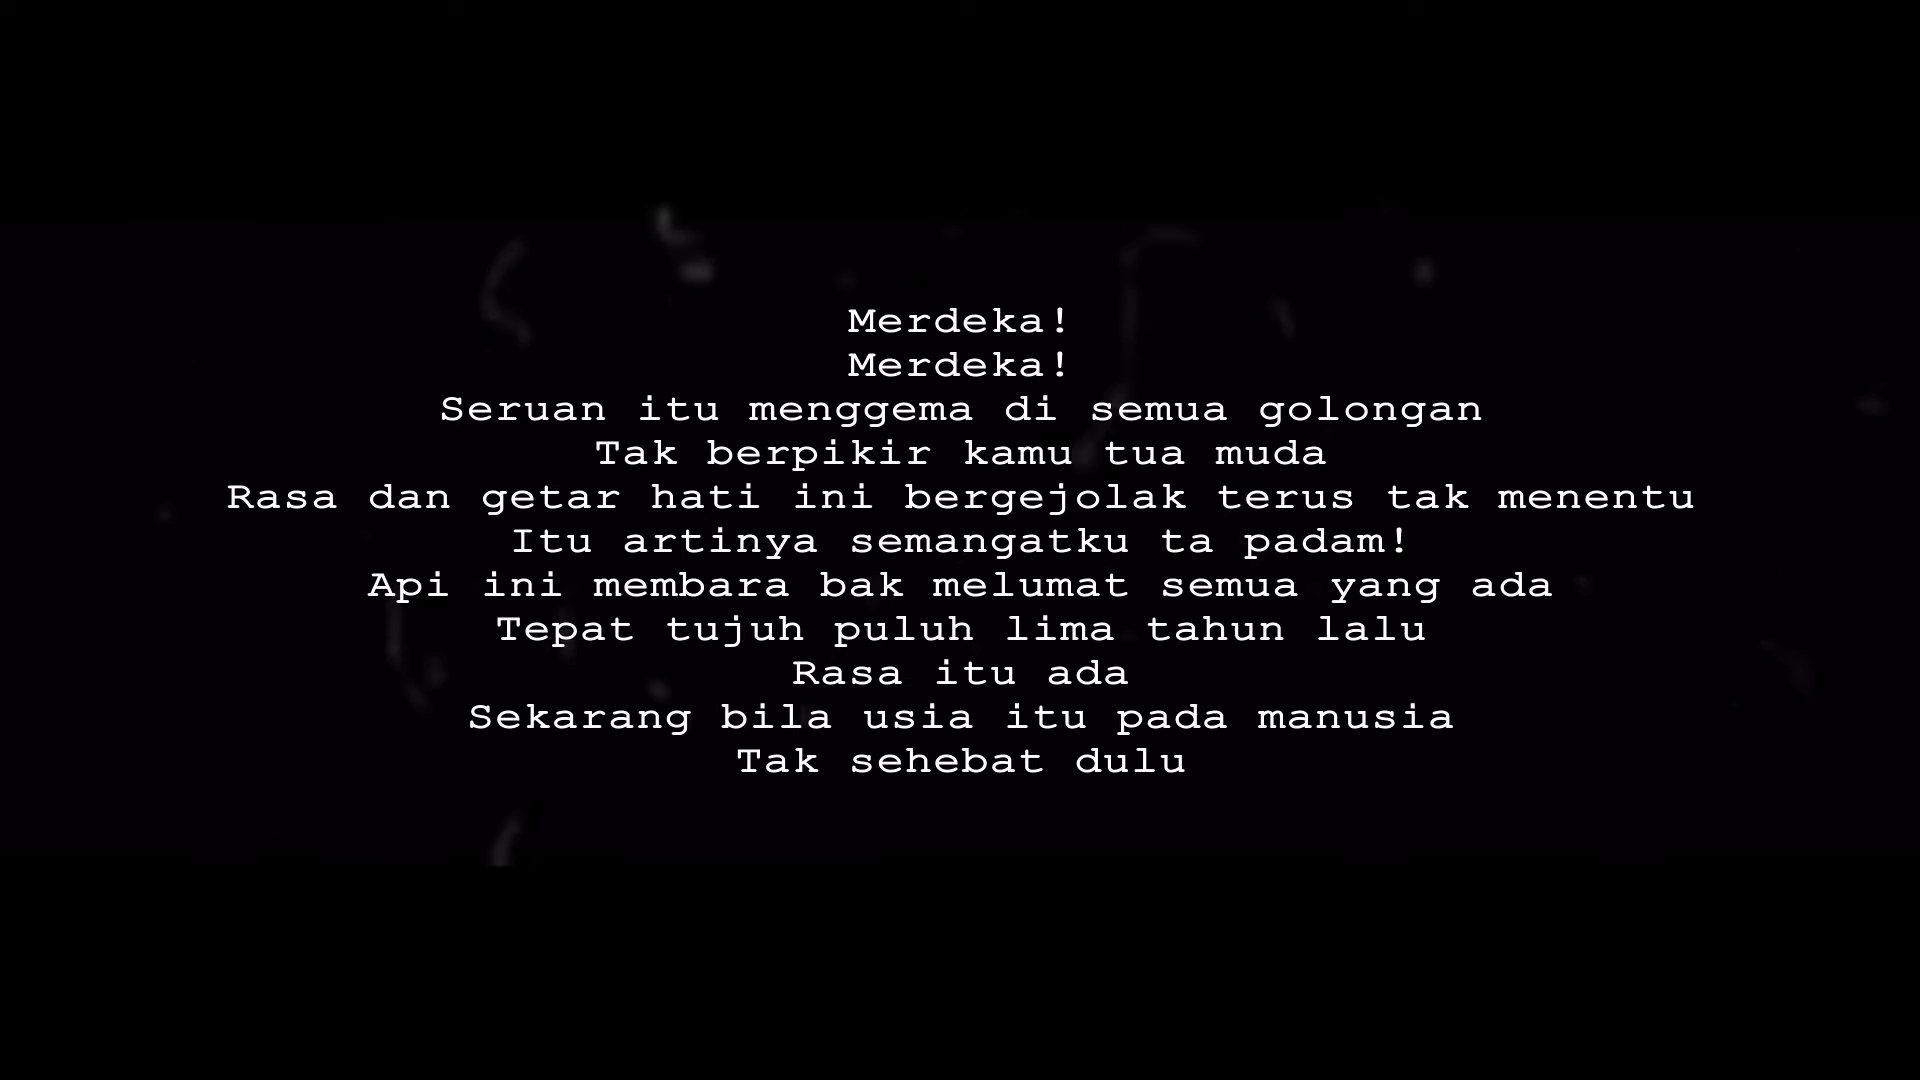 Merdeka!
Merdeka!
Seruan itu menggema di semua golongan
Tak berpikir kamu tua muda
Rasa dan getar hati ini bergejolak terus tak menentu
Itu artinya semangatku ta padam!
Api ini membara bak melumat semua yang ada
Tepat tujuh puluh lima tahun lalu
Rasa itu ada
Sekarang bila usia itu pada manusia
Tak sehebat dulu